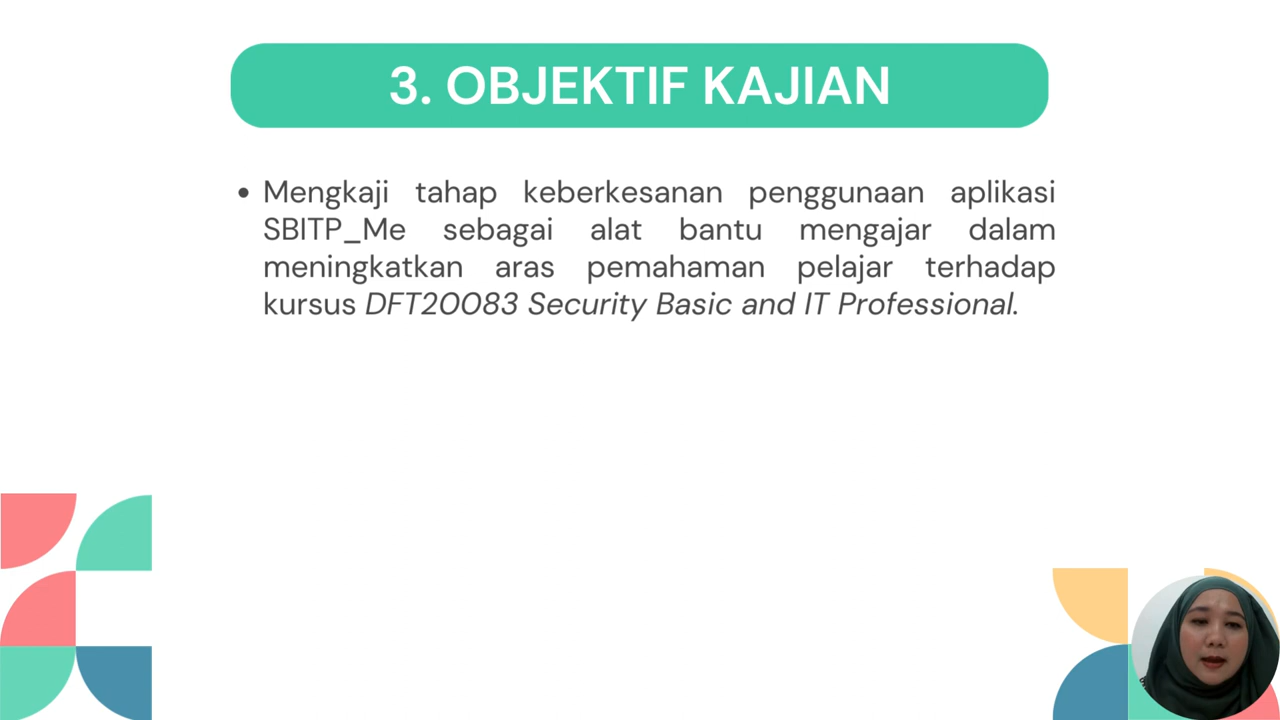 3. OBJEKTIF KAJIAN
• Mengkaji tahap keberkesanan penggunaan aplikasi
SBITP_Me sebagai alat bantu mengajar dalam
meningkatkan aras pemahaman pelajar terhadap
kursus DFT20083 Security Basic and IT Professional.